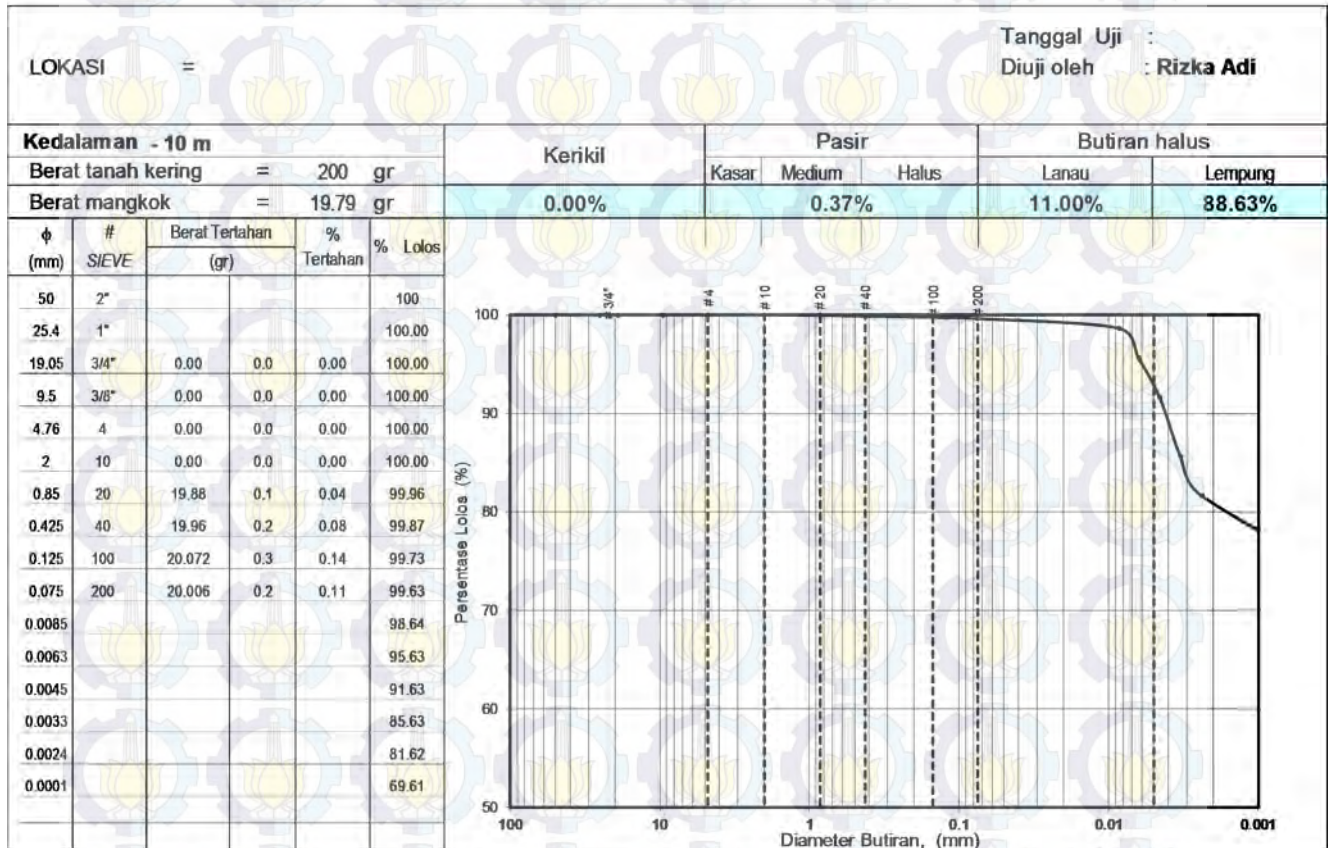 Tanggal Uji :
LOKASI =
Diuji oleh : Rizka Adi
Kedalaman - 10 m
Kerikil Pasir Butiran halus
Berat tanah kering = 200 gr
Kasar Medium Halus Lanau Lempung
Berat mangkok = 19.79 gr
0.00% 0.37% 11.00% 88.63%
ϕ # Berat Tertahan % % Lolos
(mm) SIEVE (gr) Tertahan
50 2" 100
25.4 1" 100.00
19.05 3/4" 0.00 0.0 0.00 100.00
9.5 3/8" 0.00 0.0 0.00 100.00
4.76 4 0.00 0.0 0.00 100.00
2 10 0.00 0.0 0.00 100.00
0.85 20 19.88 0.1 0.04 99.96
0.425 40 19.96 0.2 0.08 99.87
0.125 100 20.072 0.3 0.14 99.73
0.075 200 20.006 0.2 0.11 99.63
0.0085 98.64
0.0063 95.63
0.0045 91.63
0.0033 85.63
0.0024 81.62
0.0001 69.61
# 3/4" # 4 # 10 # 20 # 40 # 100 # 200
100
90
80
70
60
50
Persentase Lolos (%)
100 10 1 0.1 0.01 0.001
Diameter Butiran, (mm)